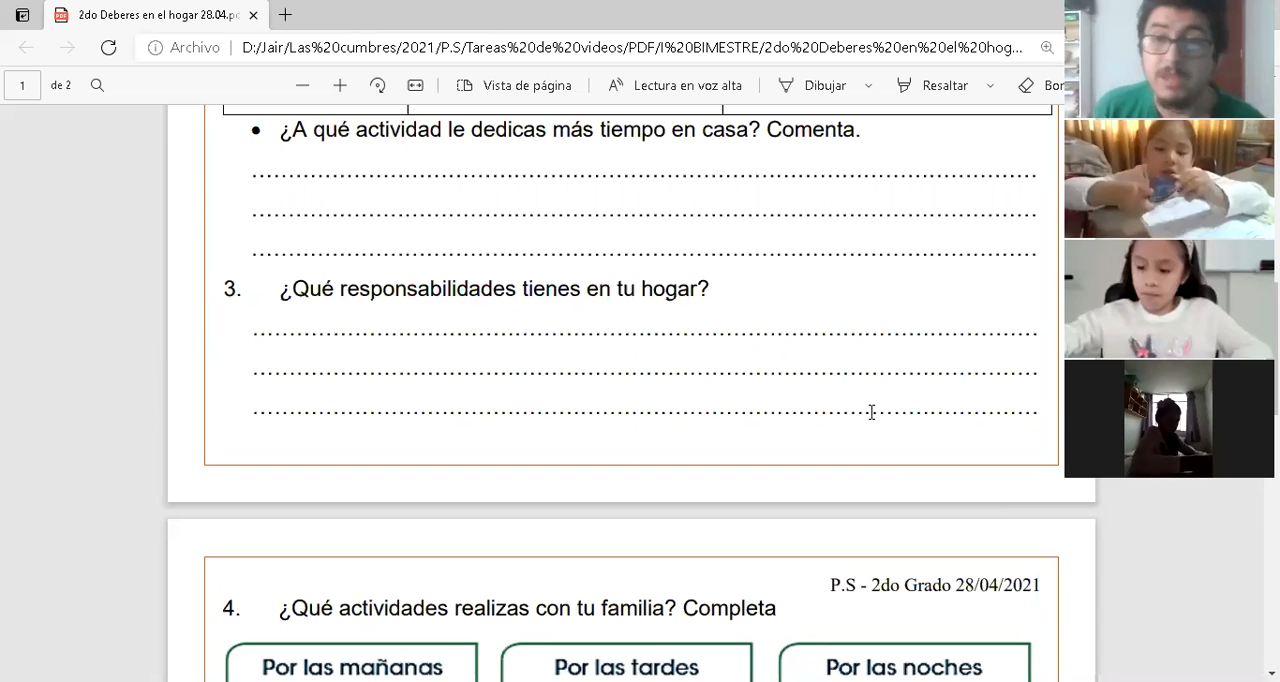 2do Deberes en el hogar 28.04.pd
Archivo
D:/Jair/Las%20cumbres/2021/P.S/Tareas%20de%20videos/PDF/I%20BIMESTRE/2do%20Deberes%20en%20el%20hog...
1
de 2
Vista de página
Lectura en voz alta
Dibujar
Resaltar
Bor
• ¿A qué actividad le dedicas más tiempo en casa? Comenta.
3. ¿Qué responsabilidades tienes en tu hogar?
P.S - 2do Grado 28/04/2021
4. ¿Qué actividades realizas con tu familia? Completa
Por las mañanas
Por las tardes
Por las noches